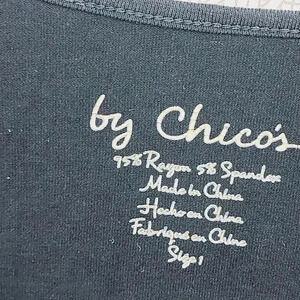 by Chico's
95% Rayon 5% Spandex
Made in China
Hecho en China
Fabriqué en Chine
Size 1